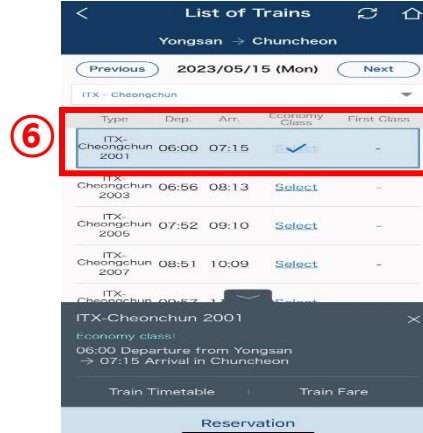 List of Trains
Yongsan → Chuncheon
Previous 2023/05/15 (Mon) Next
ITX - Cheongchun
Type Dep. Arr. Economy Class First Class
⑥
ITX-
Cheongchun 06:00 07:15 -
2001
ITX-
Cheongchun 06:56 08:13 Select -
2003
ITX-
Cheongchun 07:52 09:10 Select -
2005
ITX-
Cheongchun 08:51 10:09 Select -
2007
ITX-
Cheongchun
ITX-Cheonchun 2001
Economy class!
06:00 Departure from Yongsan
→ 07:15 Arrival in Chuncheon
Train Timetable Train Fare
Reservation